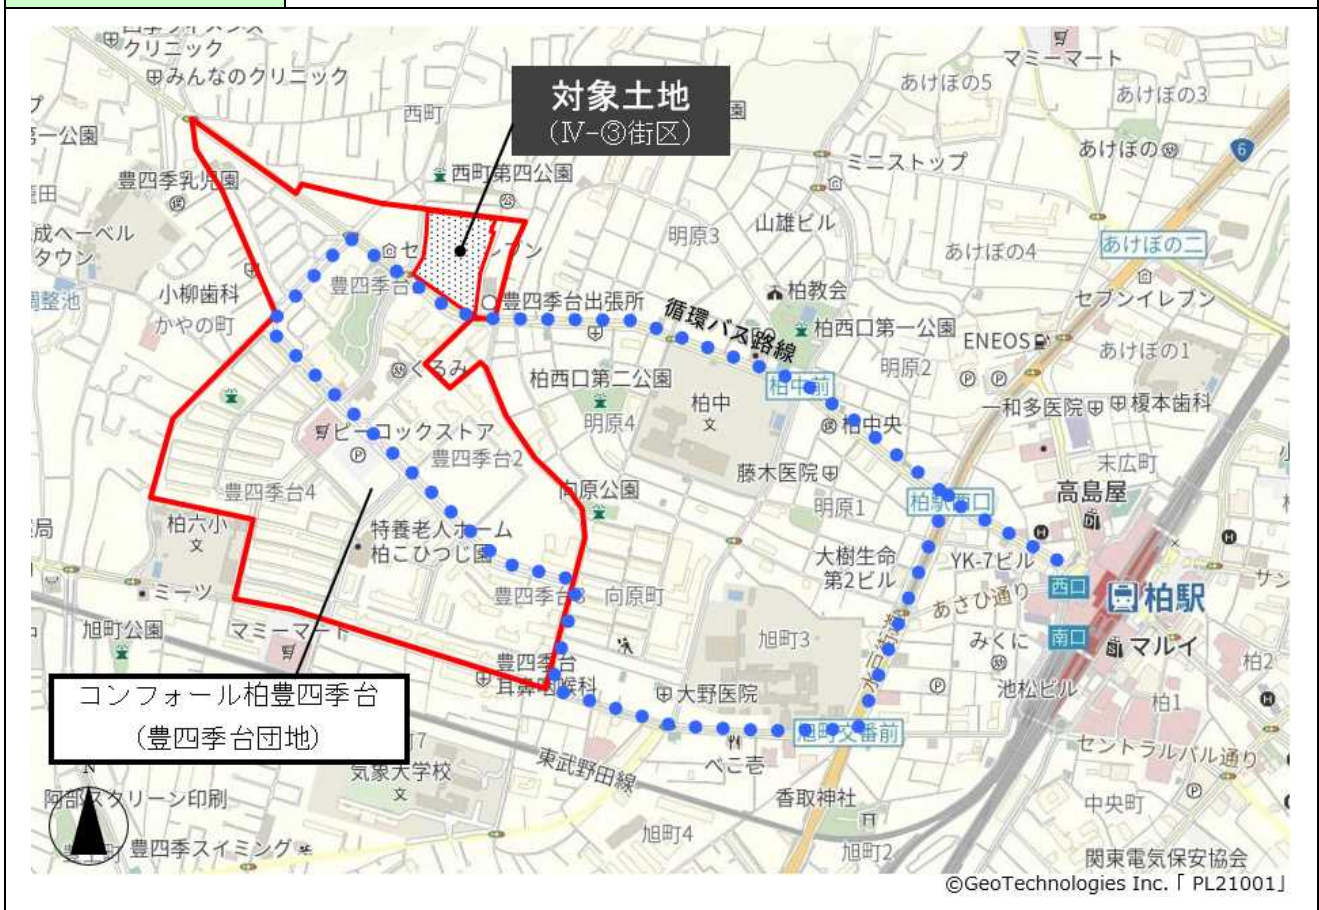 クリニック
みんなのクリニック
対象土地
(Ⅳ-③街区)
西町
園
マミーマート
あけぼの5
あけぼの3
第一公園
豊四季乳児園
西町第四公園
ミニストップ
あけぼの
6
山雄ビル
明原3
あけぼの4
あけぼの二
タウン
調整池
小柳歯科
かやの町
豊四季台出張所
循環バス路線
柏教会
柏西口第一公園
セブンイレブン
ENEOS
あけぼの1
くるみ
柏西口第二公園
柏中前
明原2
柏中
文
明原4
一和多医院
榎本歯科
ピーコックストア
豊四季台2
柏中央
末広町
藤木医院
豊四季台4
向原公園
明原1
柏駅西口
高島屋
柏六小
文
特養老人ホーム
柏こひつじ園
大樹生命
第2ビル
YK-7ビル
西口
柏駅
ミーツ
豊四季台3
向原町
あさひ通り
旭町公園
マミーマート
旭町3
水戸街道
みくに
南口
マルイ
豊四季台
耳鼻咽喉科
大野医院
池松ビル
柏1
柏2
コンフォール柏豊四季台
(豊四季台団地)
旭町交番前
べこ壱
セントラルパル通り
N
気象大学校
文
東武野田線
香取神社
中央町
阿部スクリーン印刷
豊四季スイミング
旭町4
旭町2
関東電気保安協会
©GeoTechnologies Inc.「 PL21001」